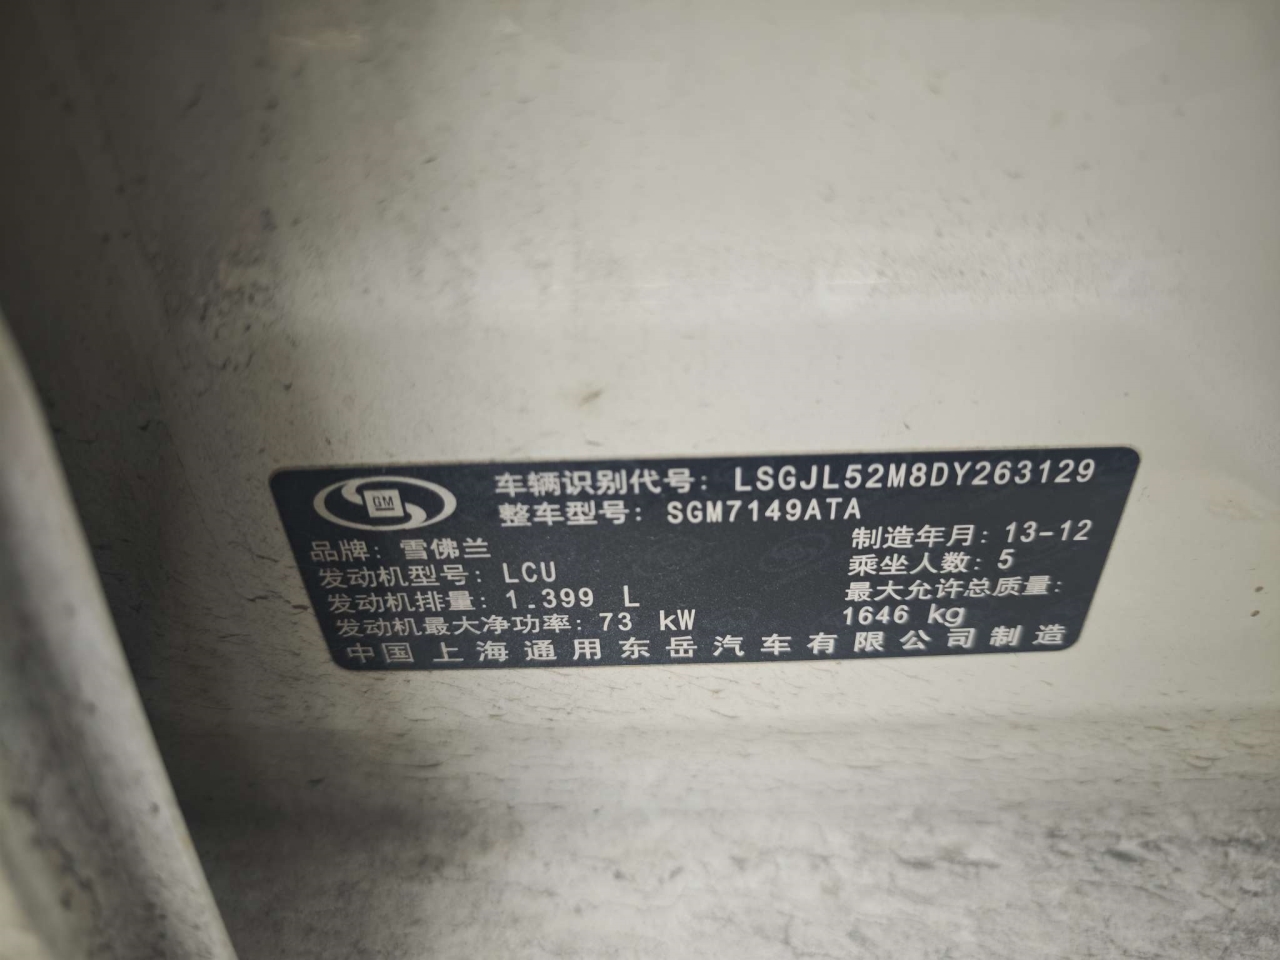 车辆识别代号: LSGJL52M8DY263129
整车型号: SGM7149ATA
GM
品牌: 雪佛兰
制造年月: 13-12
发动机型号: LCU
乘坐人数: 5
发动机排量: 1.399 L
最大允许总质量:
1646 kg
发动机最大净功率: 73 kW
中国上海通用东岳汽车有限公司制造